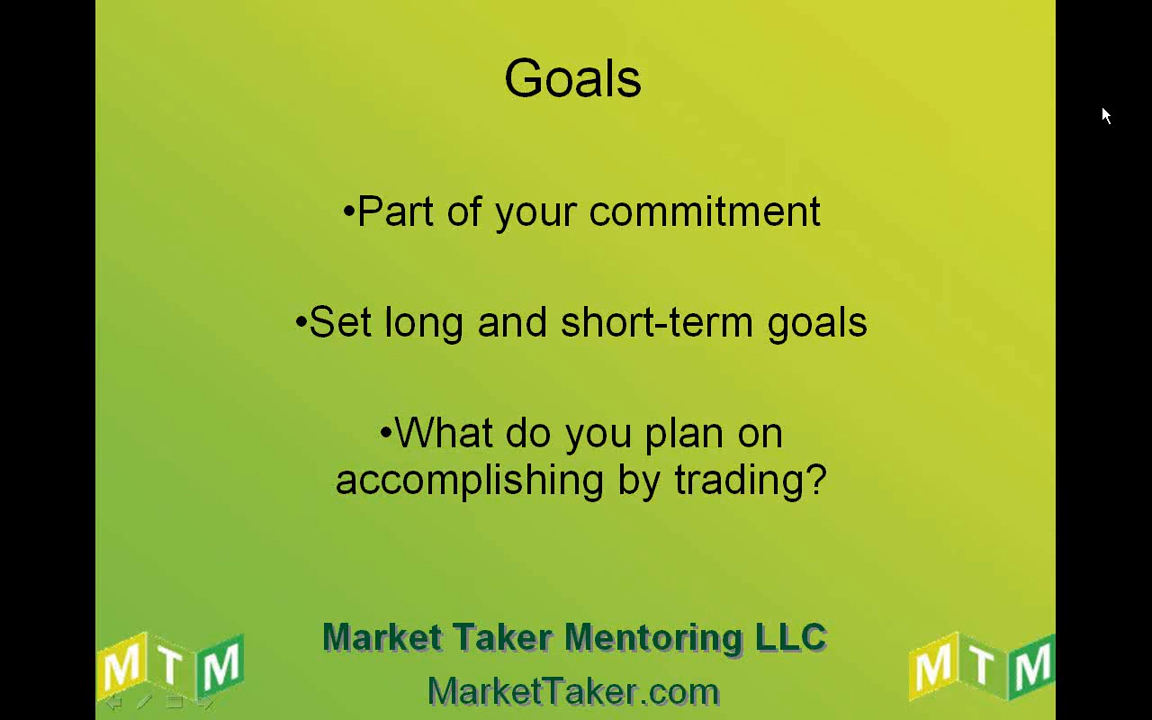 Goals
•Part of your commitment
•Set long and short-term goals
•What do you plan on
accomplishing by trading?
Market Taker Mentoring LLC
MTM
MarketTaker.com
MTM